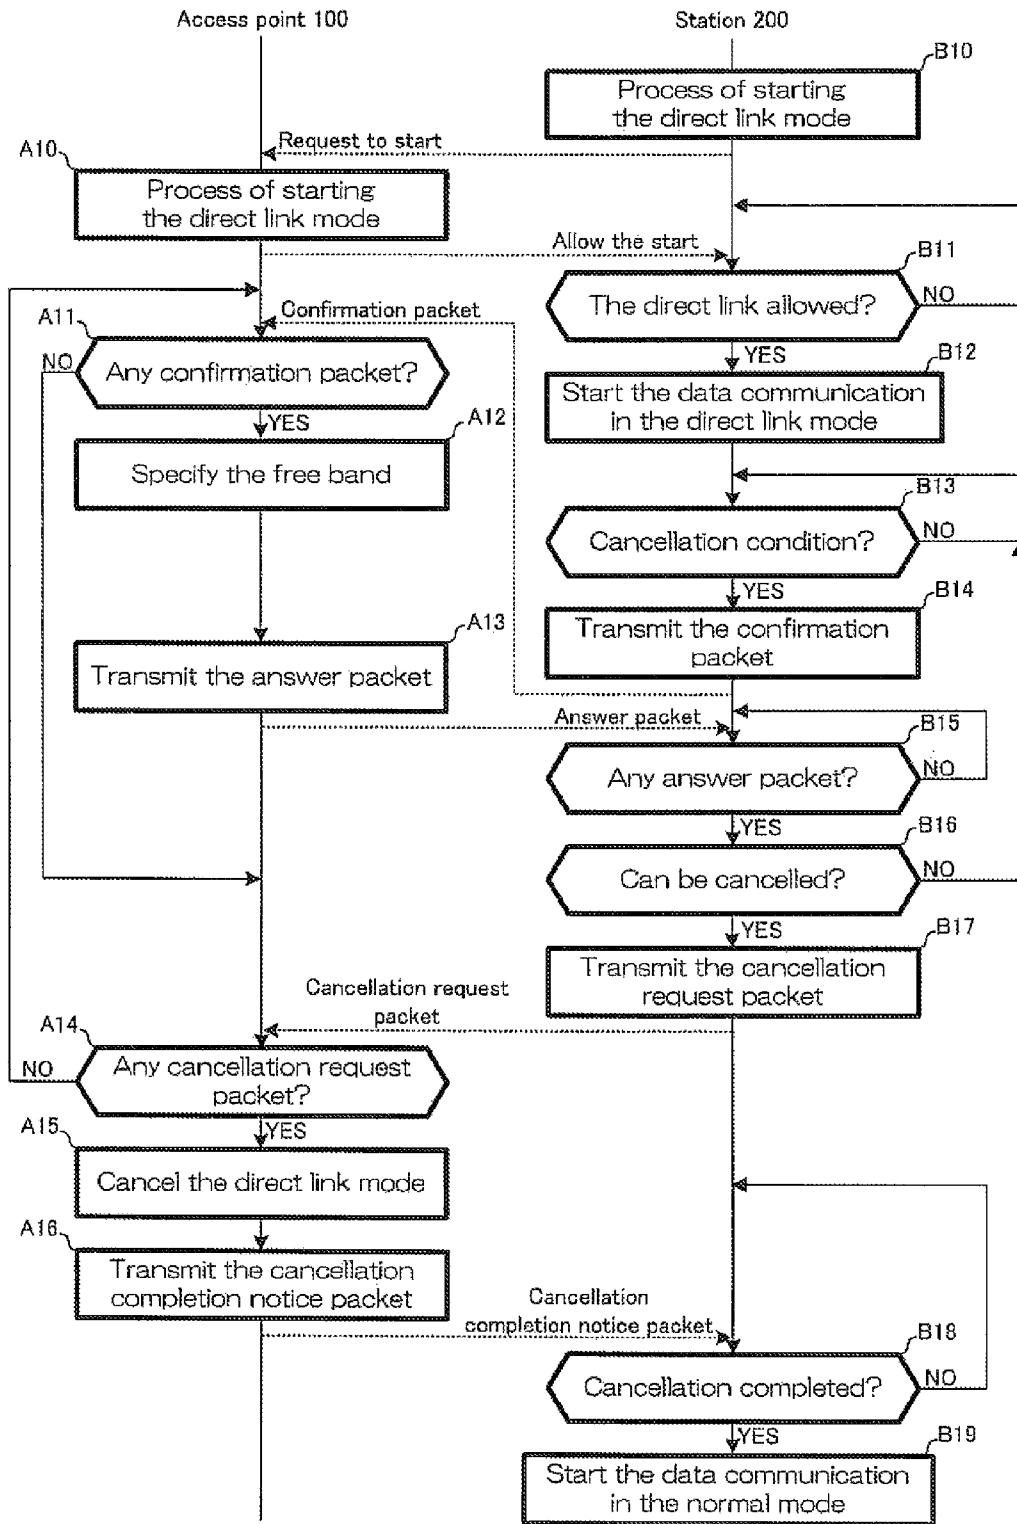 Access point 100
Station 200
B10
Process of starting
the direct link mode
Request to start
A10
Process of starting
the direct link mode
Allow the start
B11
The direct link allowed?
NO
Confirmation packet
A11
NO
Any confirmation packet?
YES
B12
Start the data communication
in the direct link mode
YES
A12
Specify the free band
B13
Cancellation condition?
NO
YES
B14
Transmit the confirmation
packet
A13
Transmit the answer packet
Answer packet
B15
Any answer packet?
NO
YES
B16
Can be cancelled?
NO
YES
B17
Transmit the cancellation
request packet
Cancellation request
packet
A14
NO
Any cancellation request
packet?
YES
A15
Cancel the direct link mode
A16
Transmit the cancellation
completion notice packet
Cancellation
completion notice packet
B18
Cancellation completed?
NO
YES
B19
Start the data communication
in the normal mode